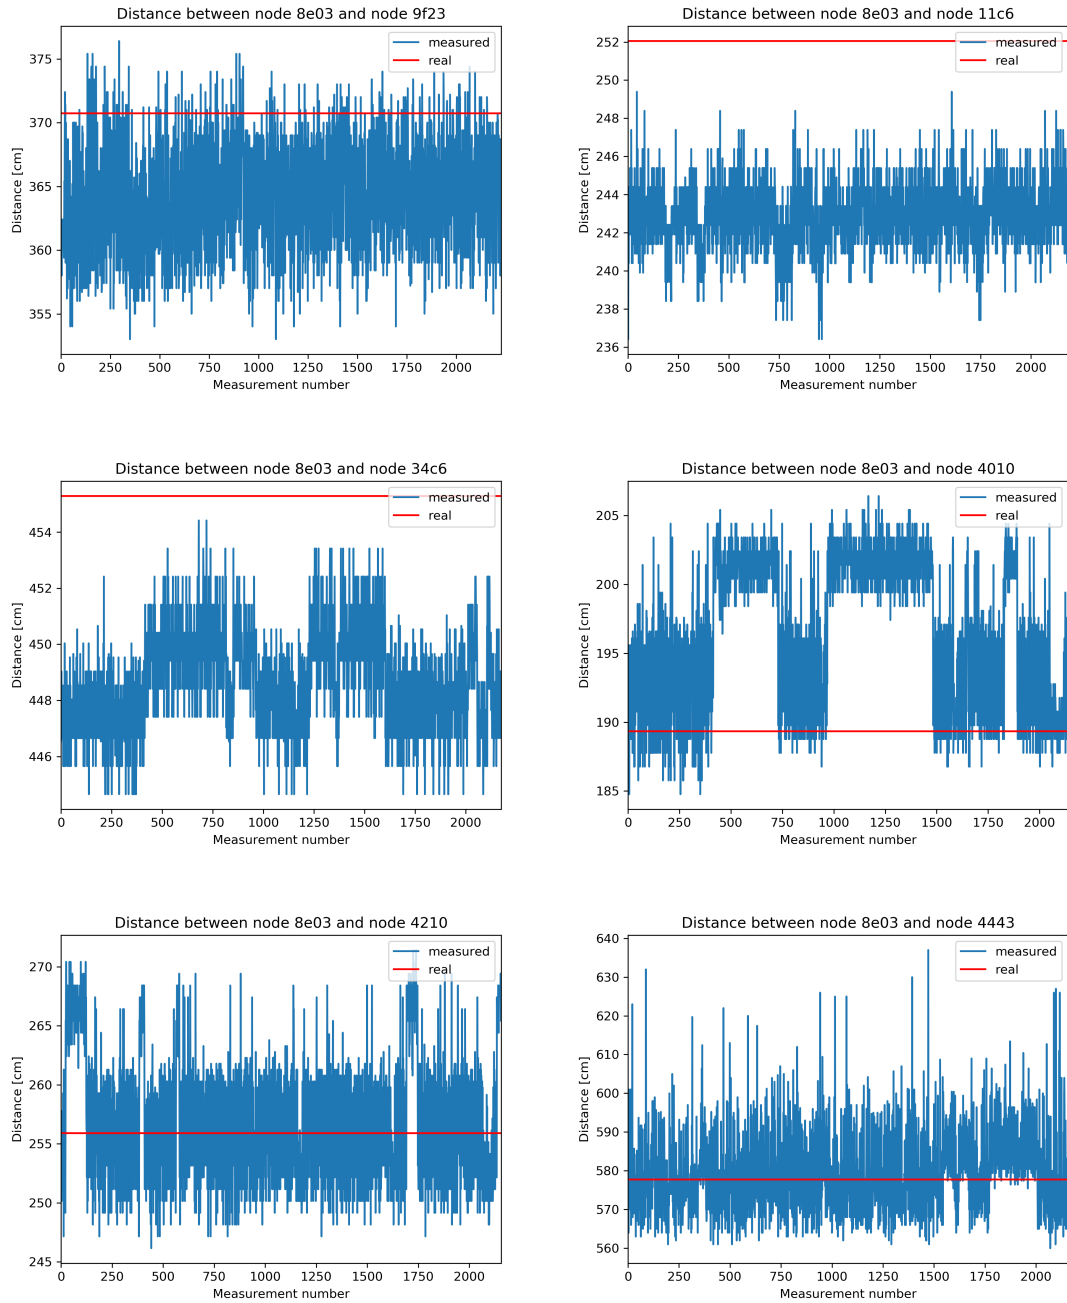 Distance between node 8e03 and node 9f23
measured
real
375
370
365
360
355
Distance [cm]
0 250 500 750 1000 1250 1500 1750 2000
Measurement number
Distance between node 8e03 and node 11c6
measured
real
252
250
248
246
244
242
240
238
236
Distance [cm]
0 250 500 750 1000 1250 1500 1750 2000
Measurement number
Distance between node 8e03 and node 34c6
measured
real
454
452
450
448
446
Distance [cm]
0 250 500 750 1000 1250 1500 1750 2000
Measurement number
Distance between node 8e03 and node 4010
measured
real
205
200
195
190
185
Distance [cm]
0 250 500 750 1000 1250 1500 1750 2000
Measurement number
Distance between node 8e03 and node 4210
measured
real
270
265
260
255
250
245
Distance [cm]
0 250 500 750 1000 1250 1500 1750 2000
Measurement number
Distance between node 8e03 and node 4443
measured
real
640
630
620
610
600
590
580
570
560
Distance [cm]
0 250 500 750 1000 1250 1500 1750 2000
Measurement number